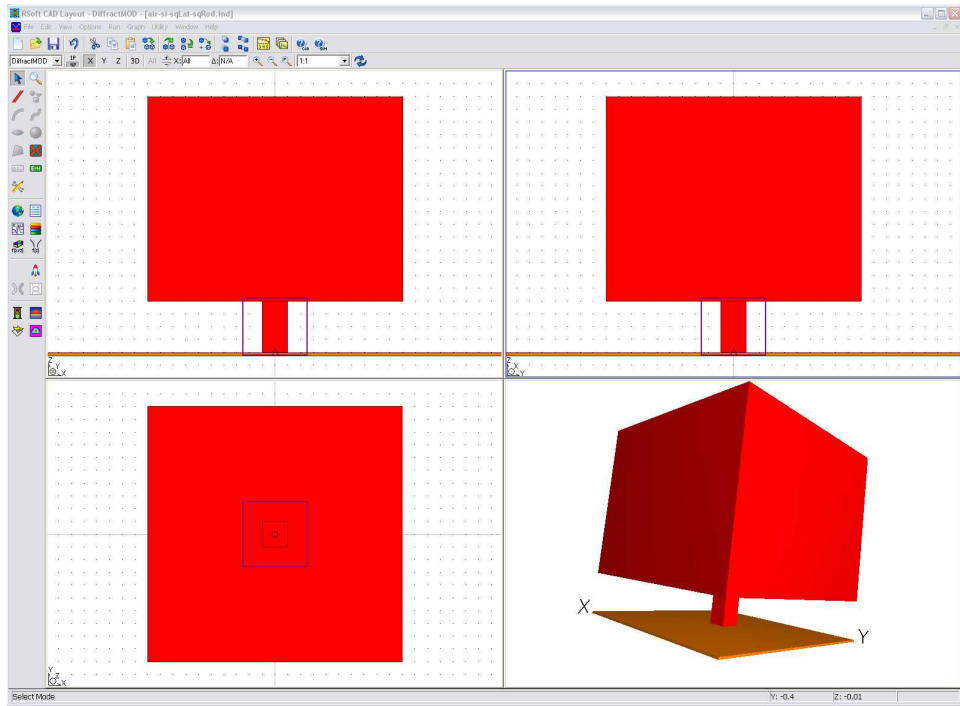 RSoft CAD Layout - DiffractMOD - [air-si-sqLat-sqRod.ind]
File Edit View Options Run Graph Utility Window Help
DiffractMOD 1P X Y Z 3D All X: All Δ: N/A 1:1
Z
Y
X
Z
X
Y
Y
Z
X
X
Y
Select Mode
Y: -0.4 Z: -0.01